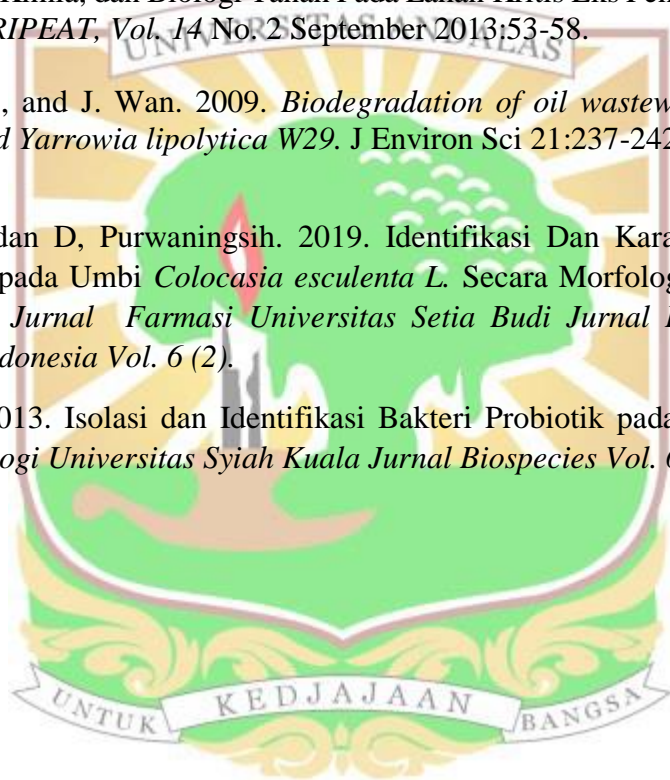 RIPEAT, Vol. 14 No. 2 September 2013:53-58.
UNIVERSITAS ANDALAS
, and J. Wan. 2009. Biodegradation of oil wastew
d Yarrowia lipolytica W29. J Environ Sci 21:237-242
dan D, Purwaningsih. 2019. Identifikasi Dan Kara
pada Umbi Colocasia esculenta L. Secara Morfolog
Jurnal Farmasi Universitas Setia Budi Jurnal
donesia Vol. 6 (2).
013. Isolasi dan Identifikasi Bakteri Probiotik pada
ogi Universitas Syiah Kuala Jurnal Biospecies Vol. 6
UNTUK KEDJAJAAN BANGSA